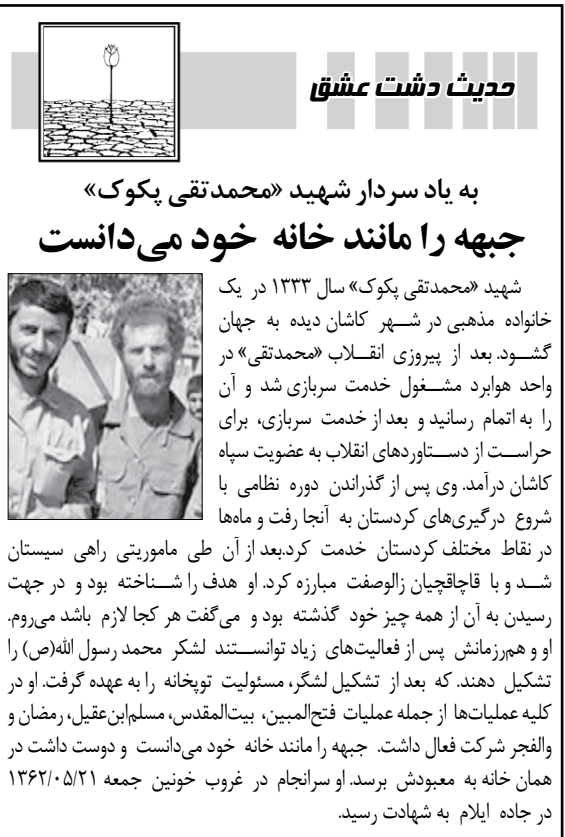 حدیث دشت عشق
به یاد سردار شهید «محمدتقی پکوک»
جبهه را مانند خانه خود می‌دانست
شهید «محمدتقی پکوک» سال ۱۳۳۳ در یک
خانواده مذهبی در شهر کاشان دیده به جهان
گشود. بعد از پیروزی انقلاب «محمدتقی» در
واحد هوابرد مشغول خدمت سربازی شد و آن
را به اتمام رسانید و بعد از خدمت سربازی، برای
حراست از دستاوردهای انقلاب به عضویت سپاه
کاشان درآمد. وی پس از گذراندن دوره نظامی با
شروع درگیری‌های کردستان به آنجا رفت و ماه‌ها
در نقاط مختلف کردستان خدمت کرد.بعد از آن طی ماموریتی راهی سیستان
شد و با قاچاقچیان زالوصفت مبارزه کرد. او هدف را شناخته بود و در جهت
رسیدن به آن از همه چیز خود گذشته بود و می‌گفت هر کجا لازم باشد می‌روم.
او و همرزمانش پس از فعالیت‌های زیاد توانستند لشکر محمد رسول الله(ص) را
تشکیل دهند. که بعد از تشکیل لشگر، مسئولیت توپخانه را به عهده گرفت. او در
کلیه عملیات‌ها از جمله عملیات فتح‌المبین، بیت‌المقدس، مسلم‌ابن‌عقیل، رمضان و
والفجر شرکت فعال داشت. جبهه را مانند خانه خود می‌دانست و دوست داشت در
همان خانه به معبودش برسد. او سرانجام در غروب خونین جمعه ۱۳۶۲/۰۵/۲۱
در جاده ایلام به شهادت رسید.